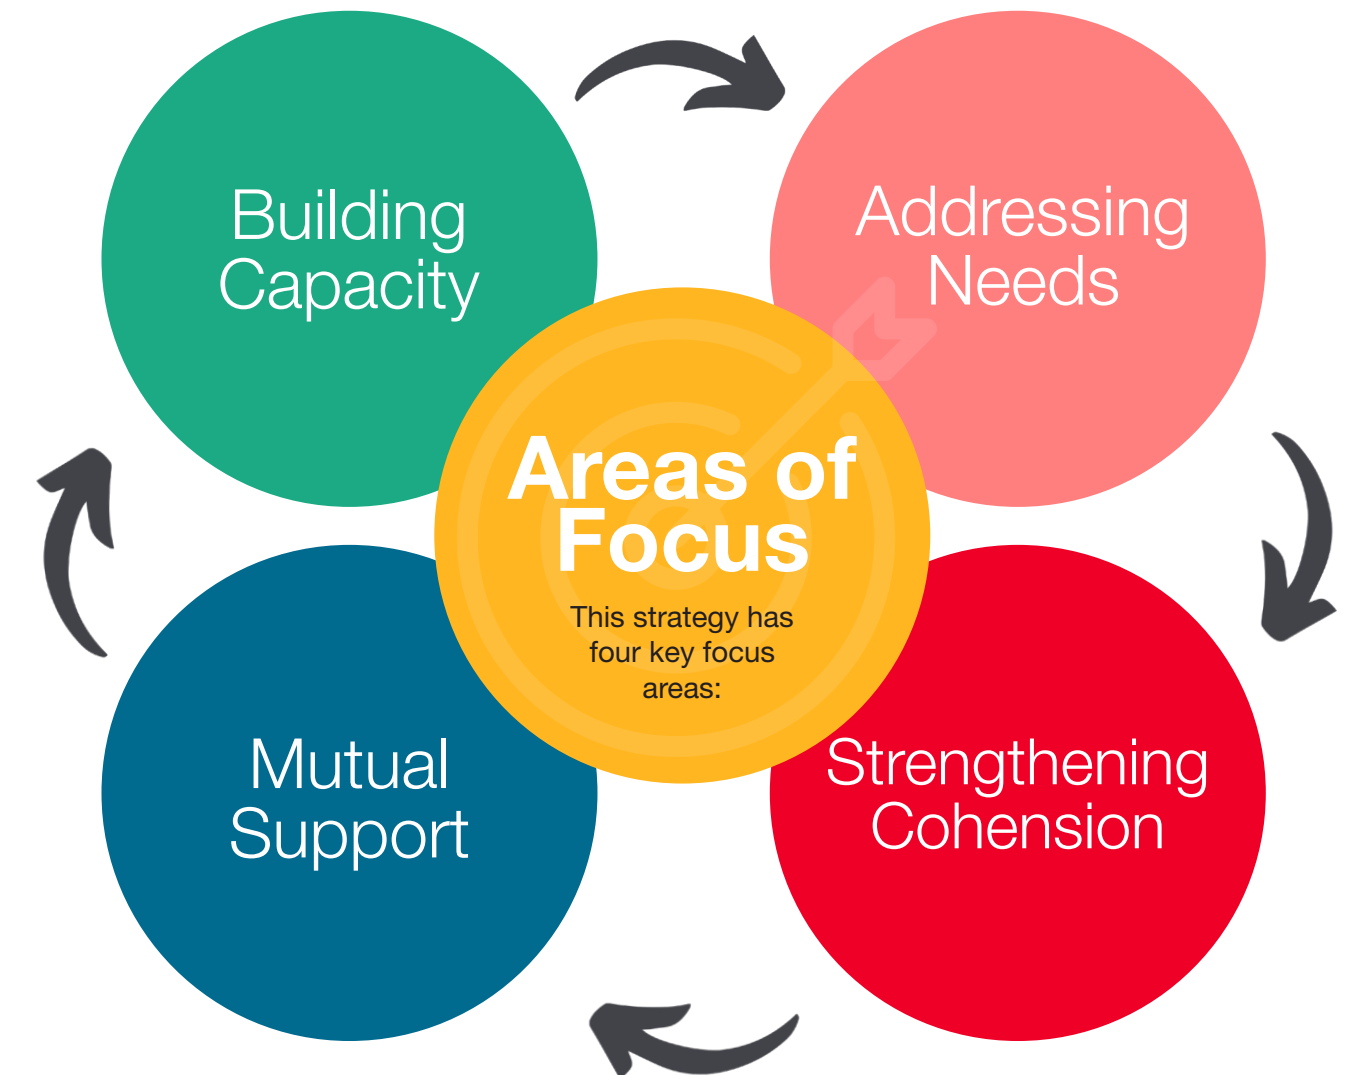 Building
Capacity
Addressing
Needs
Areas of
Focus
This strategy has
four key focus
areas:
Mutual
Support
Strengthening
Cohension